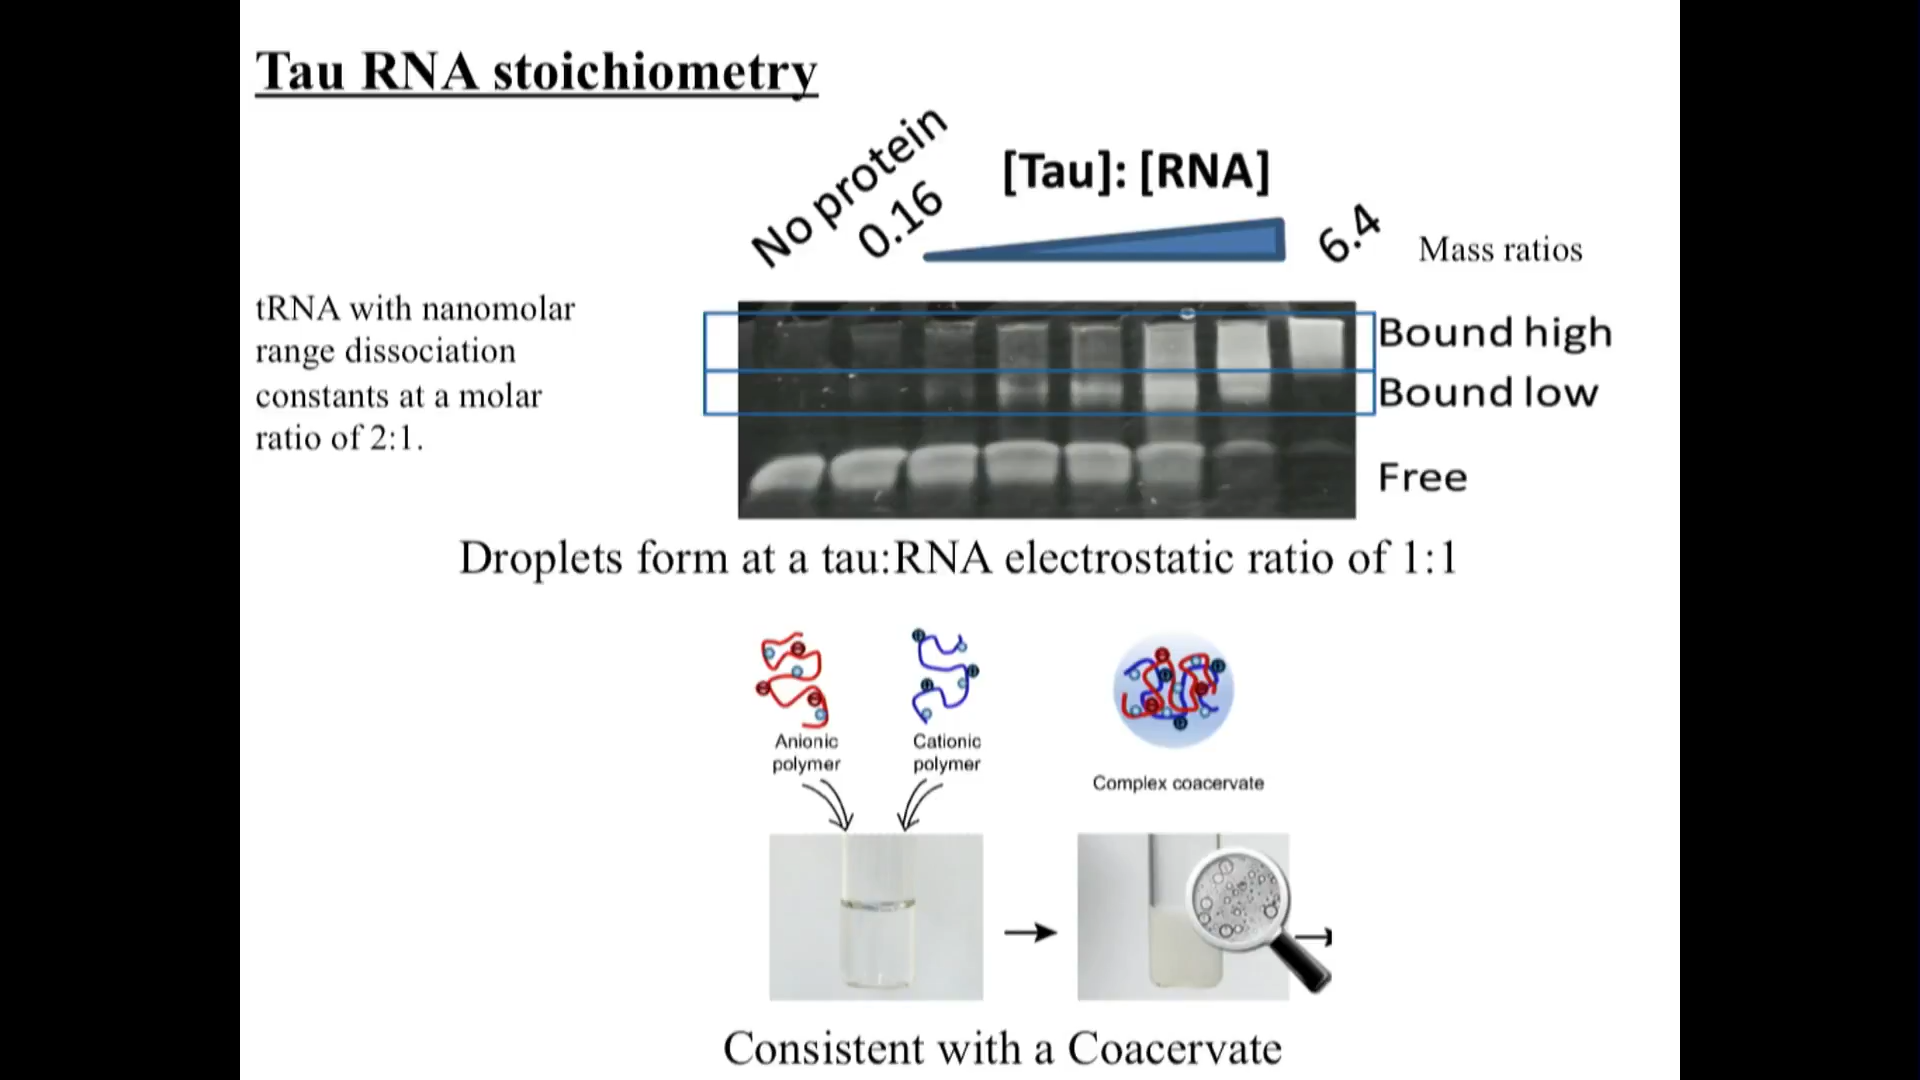 Tau RNA stoichiometry
No protein
0.16
[Tau]: [RNA]
6.4
Mass ratios
tRNA with nanomolar
range dissociation
constants at a molar
ratio of 2:1.
Bound high
Bound low
Free
Droplets form at a tau:RNA electrostatic ratio of 1:1
Anionic
polymer
Cationic
polymer
Complex coacervate
Consistent with a Coacervate